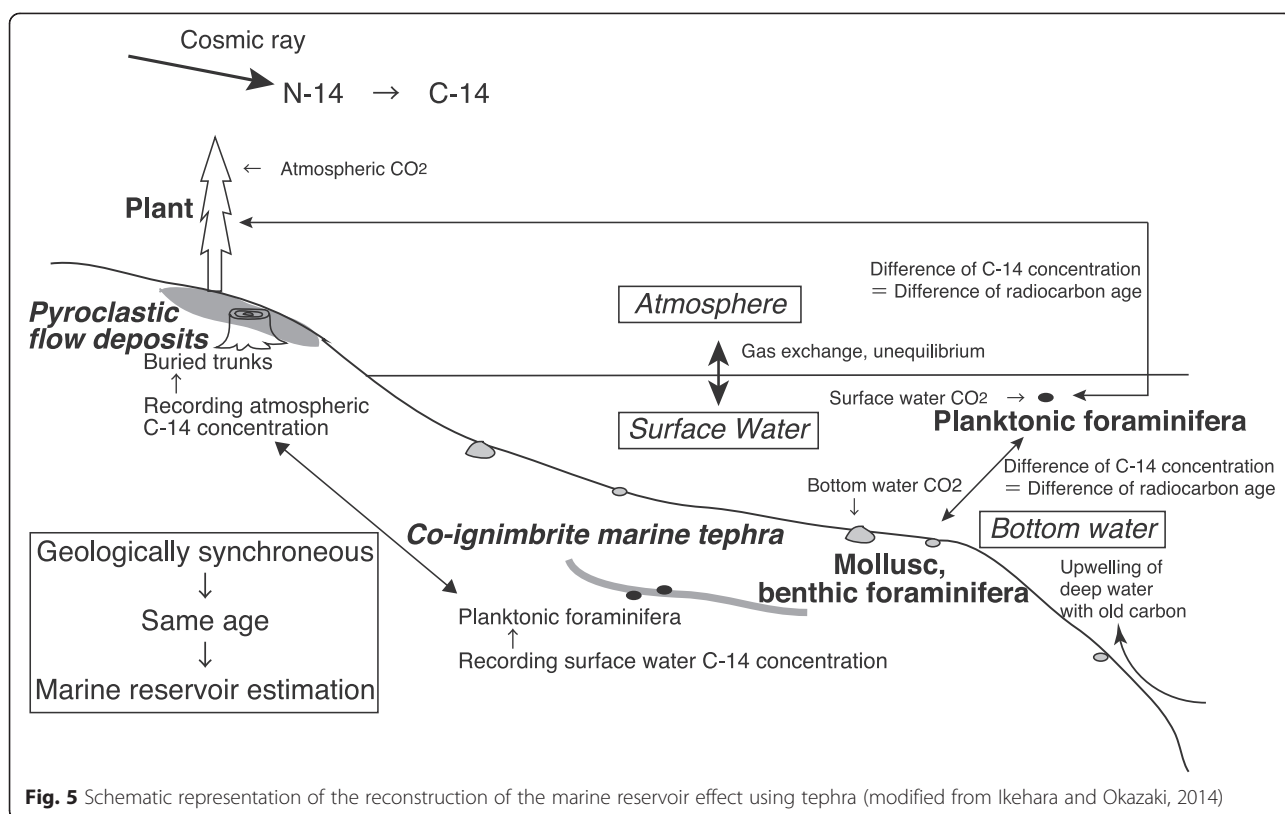 Cosmic ray
N-14 → C-14
← Atmospheric CO2
Plant
Pyroclastic
flow deposits
Buried trunks
↑
Recording atmospheric
C-14 concentration
Difference of C-14 concentration
= Difference of radiocarbon age
Atmosphere
Gas exchange, unequilibrium
Surface Water
Surface water CO2 →
Planktonic foraminifera
Difference of C-14 concentration
= Difference of radiocarbon age
Bottom water CO2
↓
Bottom water
Co-ignimbrite marine tephra
Mollusc,
benthic foraminifera
Upwelling of
deep water
with old carbon
Planktonic foraminifera
↑
Recording surface water C-14 concentration
Geologically synchroneous
↓
Same age
↓
Marine reservoir estimation
Fig. 5 Schematic representation of the reconstruction of the marine reservoir effect using tephra (modified from Ikehara and Okazaki, 2014)